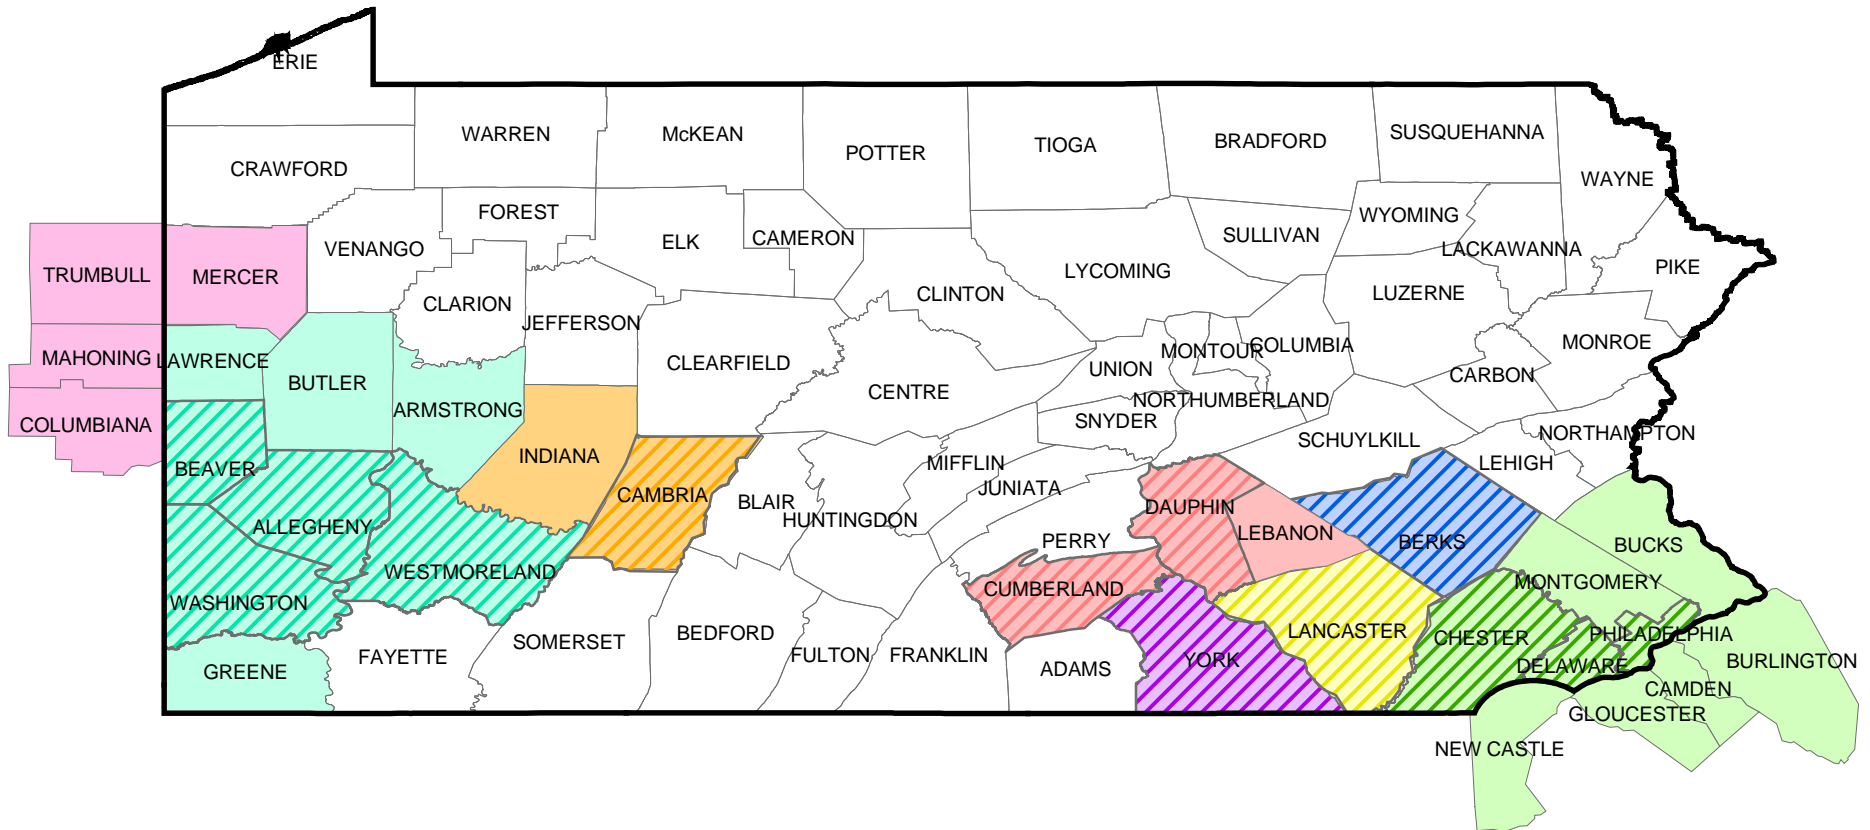 ERIE
WARREN
McKEAN
POTTER
TIOGA
BRADFORD
SUSQUEHANNA
WAYNE
CRAWFORD
FOREST
VENANGO
ELK
CAMERON
SULLIVAN
WYOMING
LACKAWANNA
PIKE
TRUMBULL
MERCER
CLARION
CLINTON
LYCOMING
LUZERNE
JEFFERSON
MAHONING
LAWRENCE
BUTLER
CLEARFIELD
CENTRE
UNION
MONTOUR
COLUMBIA
MONROE
CARBON
COLUMBIANA
ARMSTRONG
SNYDER
NORTHUMBERLAND
SCHUYLKILL
NORTHAMPTON
BEAVER
INDIANA
CAMBRIA
BLAIR
HUNTINGDON
MIFFLIN
JUNIATA
LEHIGH
ALLEGHENY
PERRY
DAUPHIN
LEBANON
BERKS
BUCKS
WESTMORELAND
CUMBERLAND
MONTGOMERY
WASHINGTON
SOMERSET
BEDFORD
FULTON
FRANKLIN
ADAMS
YORK
LANCASTER
CHESTER
PHILADELPHIA
DELAWARE
BURLINGTON
GREENE
FAYETTE
CAMDEN
GLOUCESTER
NEW CASTLE